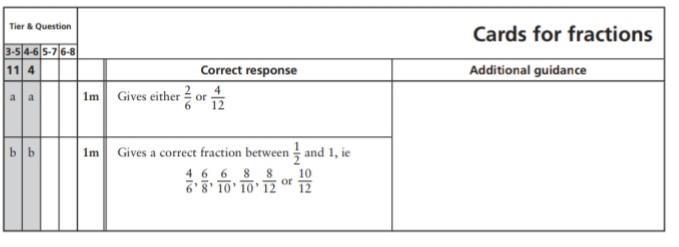 Tier & Question
Cards for fractions
3-5 4-6 5-7 6-8
11 4 Correct response Additional guidance
a a 1m Gives either 2/6 or 4/12
b b 1m Gives a correct fraction between 1/2 and 1, ie
4/6, 6/8, 6/10, 8/10, 8/12 or 10/12